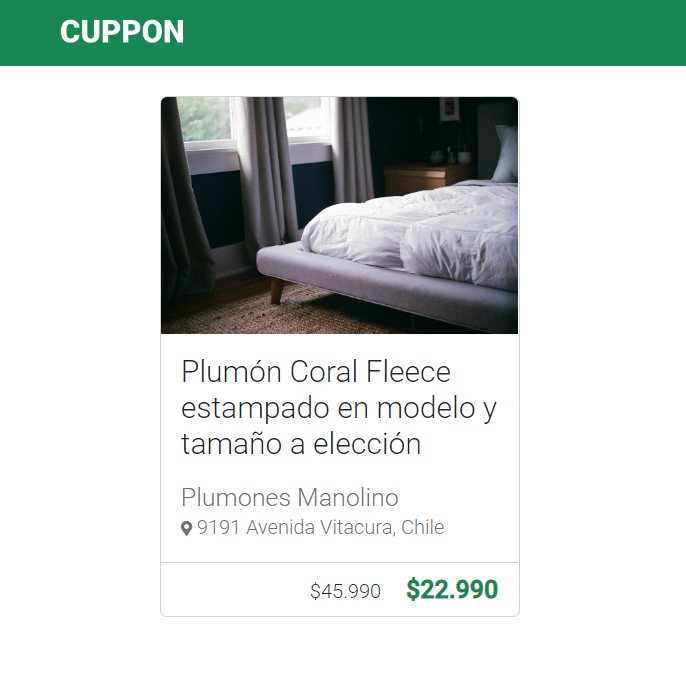 CUPPON
Plumón Coral Fleece
estampado en modelo y
tamaño a elección
Plumones Manolino
9191 Avenida Vitacura, Chile
$45.990 $22.990